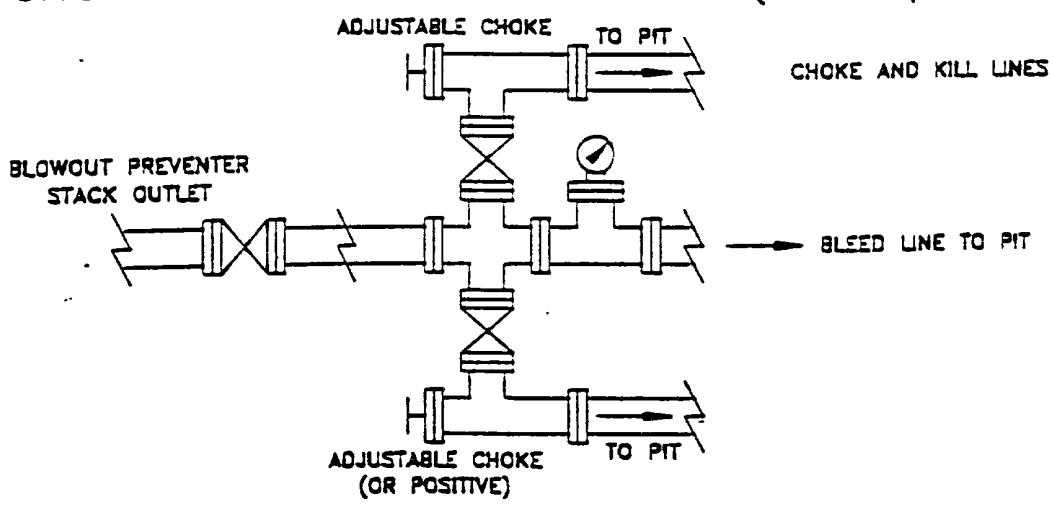 ADJUSTABLE CHOKE
TO PIT
CHOKE AND KILL LINES
BLOWOUT PREVENTER
STACK OUTLET
BLEED LINE TO PIT
ADJUSTABLE CHOKE
(OR POSITIVE)
TO PIT